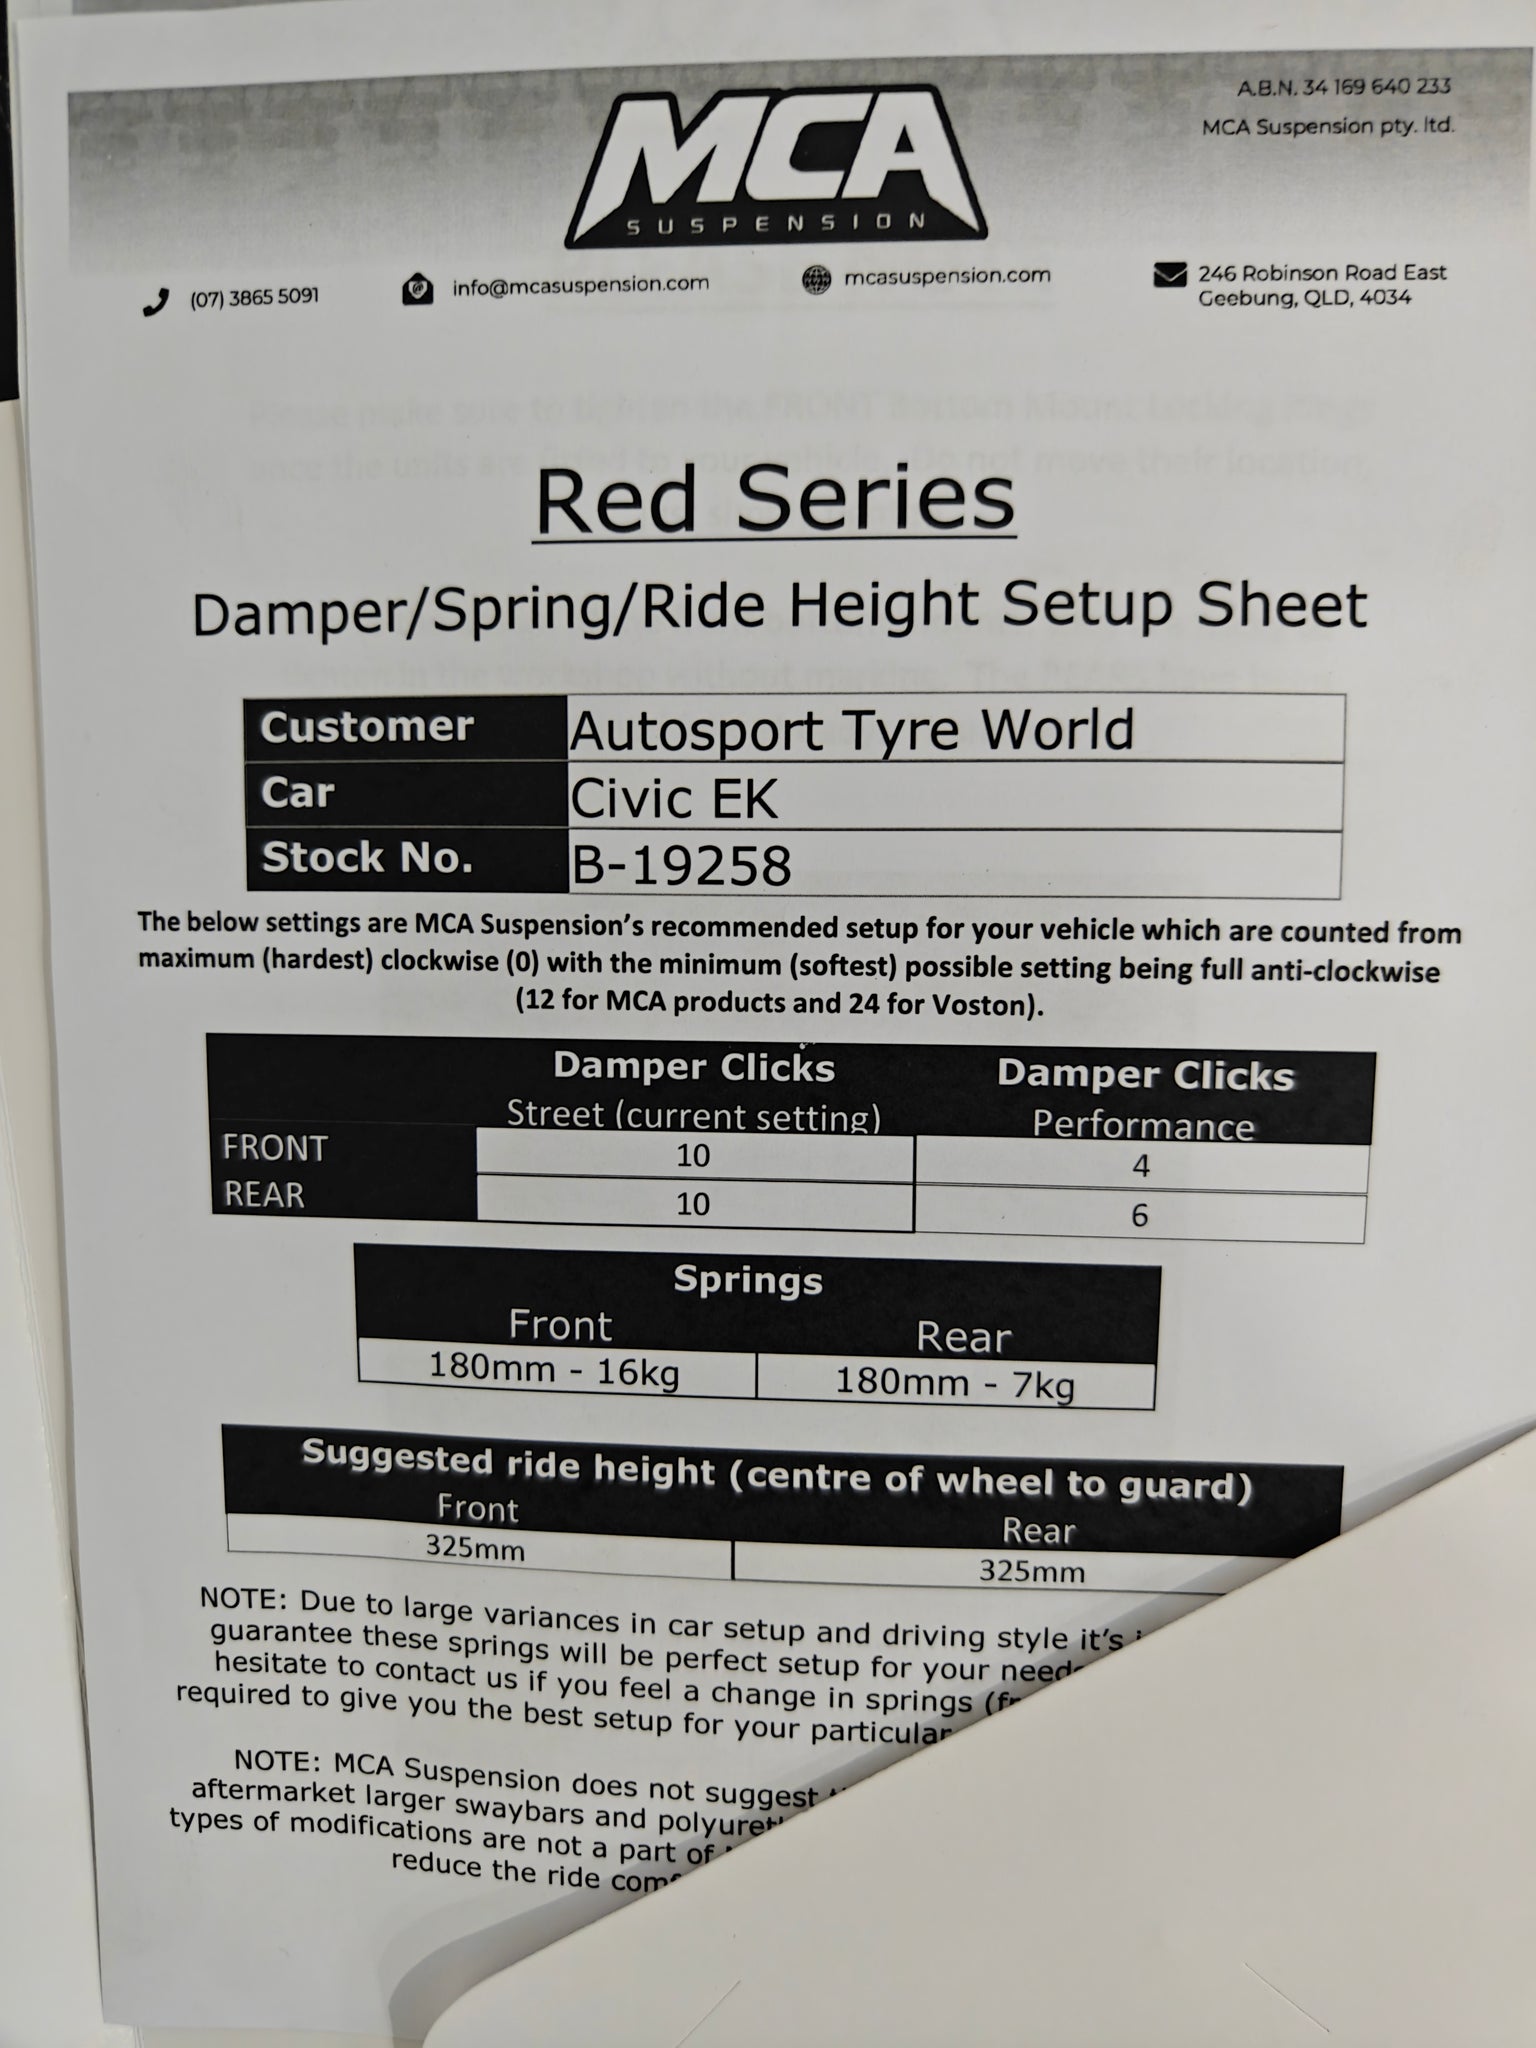 A.B.N. 34 169 640 233
MCA Suspension pty. ltd.
MCA
SUSPENSION
(07) 3865 5091
info@mcasuspension.com
mcasuspension.com
246 Robinson Road East
Geebung, QLD, 4034
Red Series
Damper/Spring/Ride Height Setup Sheet
Customer Autosport Tyre World
Car Civic EK
Stock No. B-19258
The below settings are MCA Suspension's recommended setup for your vehicle which are counted from
maximum (hardest) clockwise (0) with the minimum (softest) possible setting being full anti-clockwise
(12 for MCA products and 24 for Voston).
Damper Clicks Damper Clicks
Street (current setting) Performance
FRONT 10 4
REAR 10 6
Springs
Front Rear
180mm - 16kg 180mm - 7kg
Suggested ride height (centre of wheel to guard)
Front Rear
325mm 325mm
NOTE: Due to large variances in car setup and driving style it's
guarantee these springs will be perfect setup for your
hesitate to contact us if you feel a change in springs
required to give you the best setup for your particular
NOTE: MCA Suspension does not suggest
aftermarket larger swaybars and
types of modifications are not a part of
reduce the ride